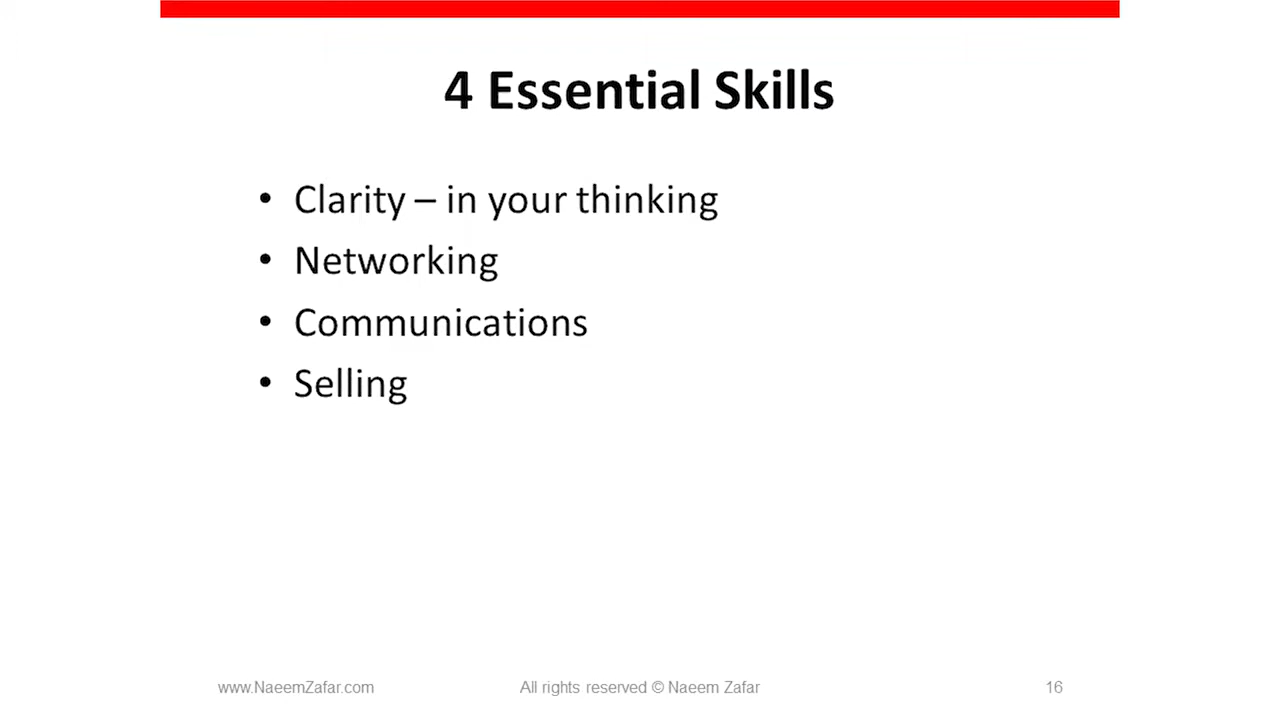 4 Essential Skills
• Clarity – in your thinking
• Networking
• Communications
• Selling
www.NaeemZafar.com
All rights reserved © Naeem Zafar
16